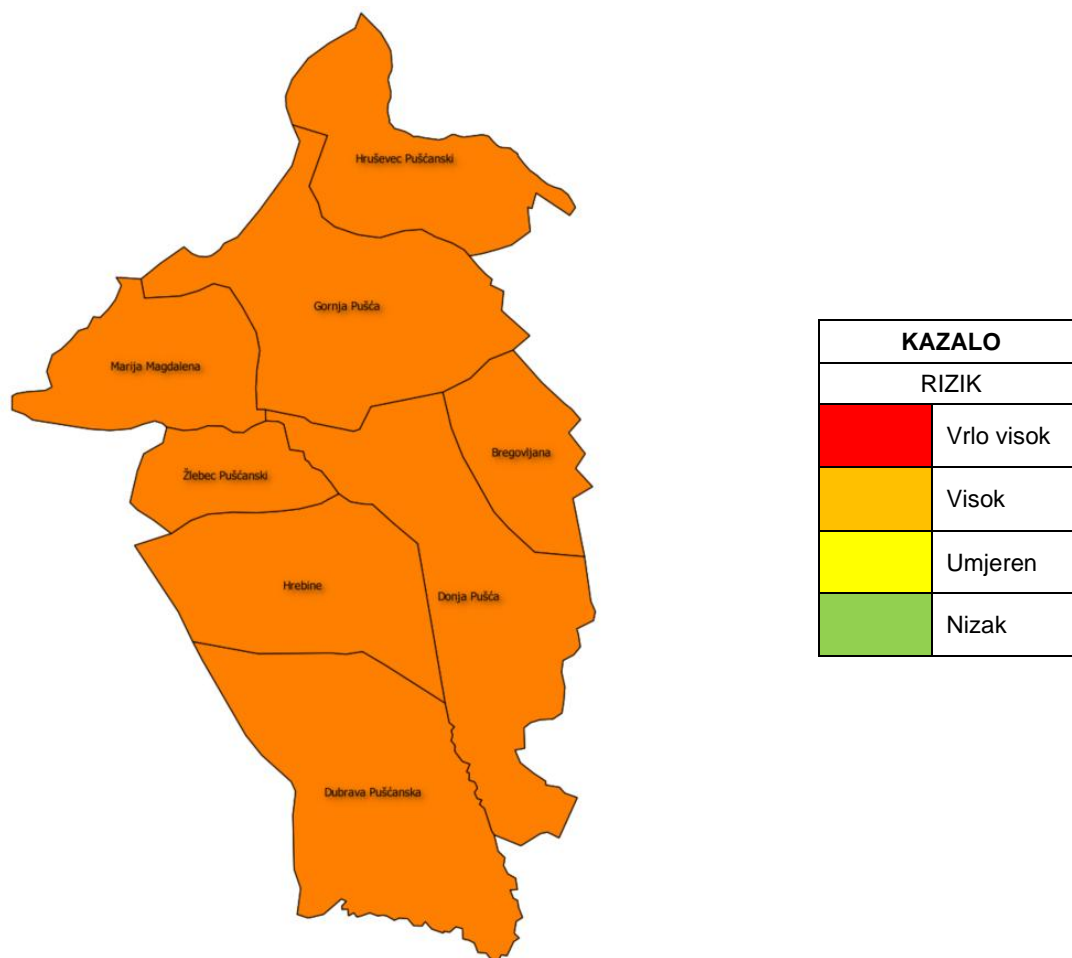 Hruševec Pušćanski
Gornja Pušća
Marija Magdalena
Bregovljana
Žlebec Pušćanski
Hrebine
Donja Pušća
Dubrava Pušćanska
KAZALO
RIZIK
Vrlo visok
Visok
Umjeren
Nizak